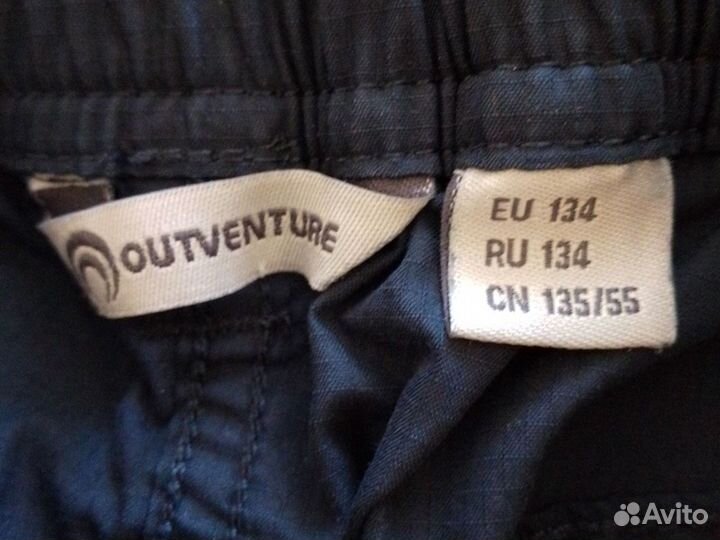 OUTVENTURE
EU 134
RU 134
CN 135/55
Avito